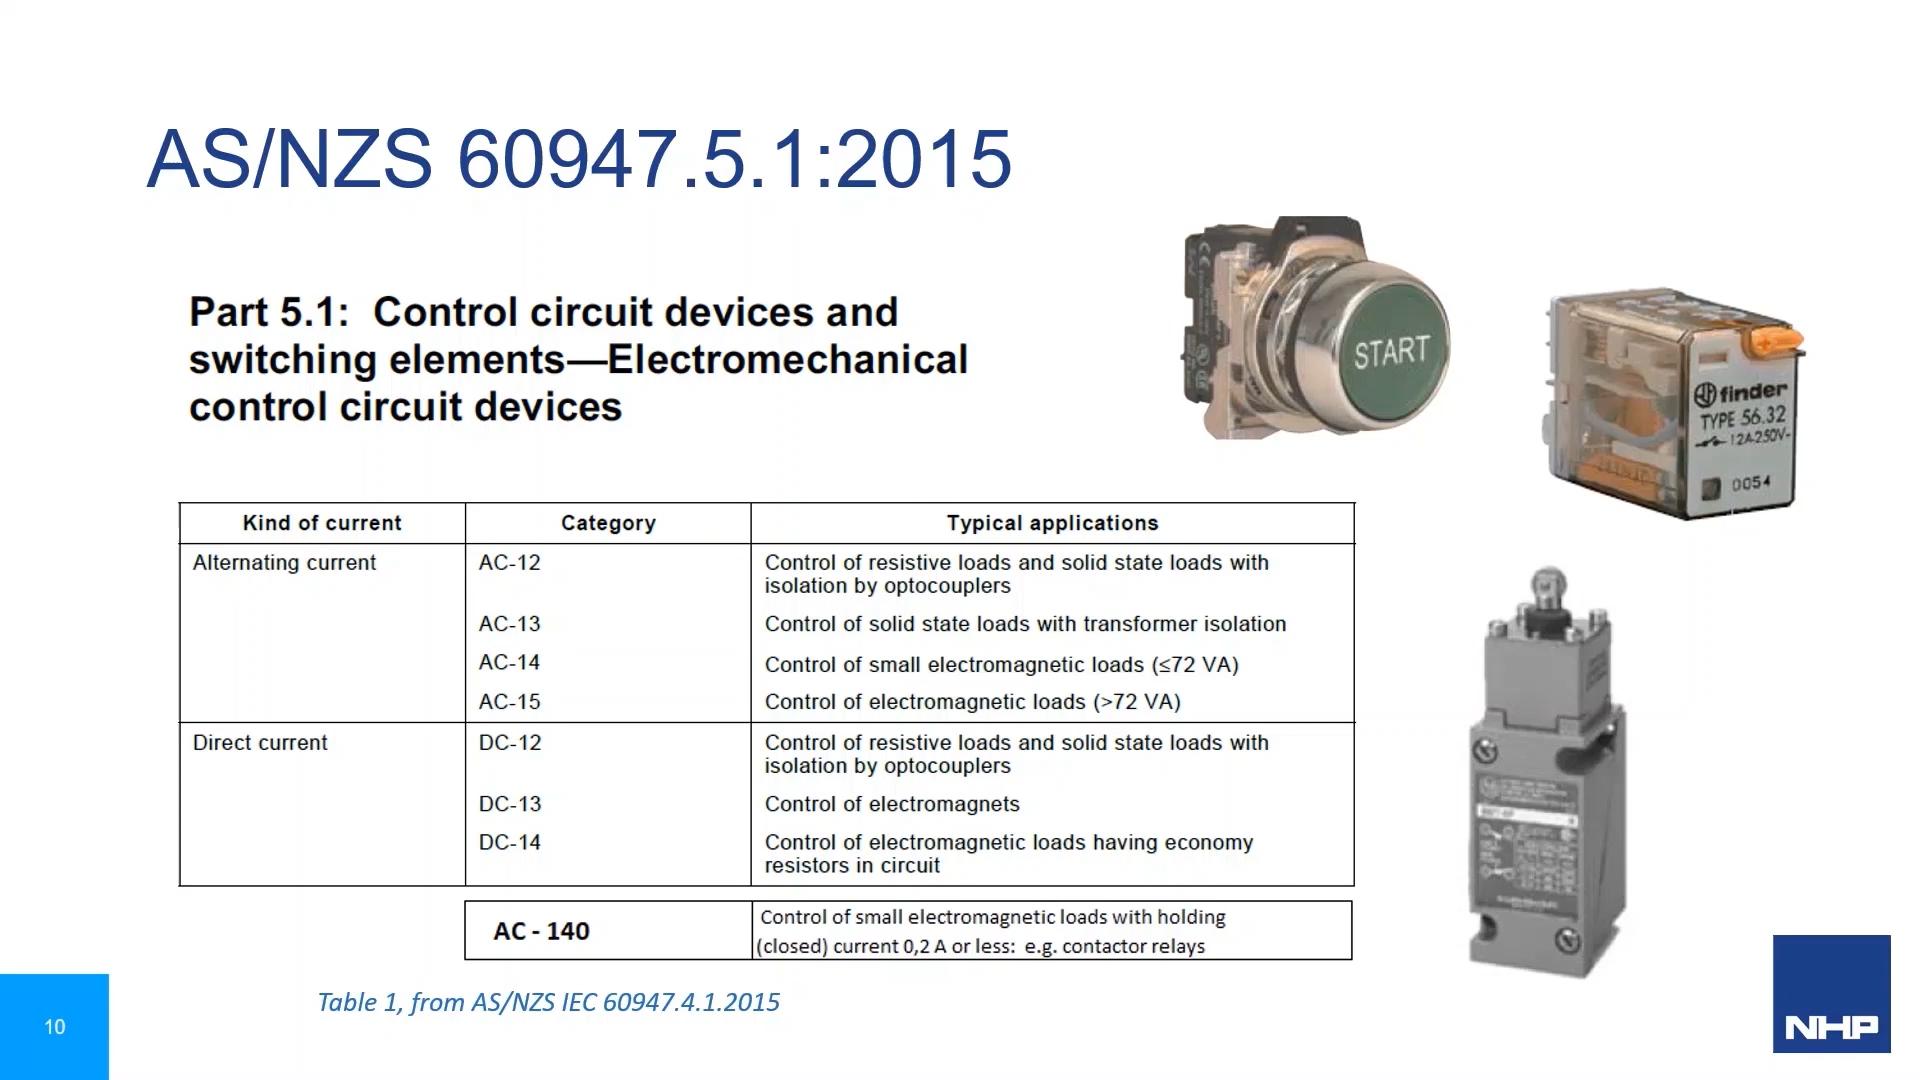 AS/NZS 60947.5.1:2015
Part 5.1: Control circuit devices and
switching elements—Electromechanical
control circuit devices
START
finder
TYPE 56.32
12A-250V~
0054
Kind of current Category Typical applications
Alternating current AC-12 Control of resistive loads and solid state loads with
isolation by optocouplers
AC-13 Control of solid state loads with transformer isolation
AC-14 Control of small electromagnetic loads (≤72 VA)
AC-15 Control of electromagnetic loads (>72 VA)
Direct current DC-12 Control of resistive loads and solid state loads with
isolation by optocouplers
DC-13 Control of electromagnets
DC-14 Control of electromagnetic loads having economy
resistors in circuit
AC - 140 Control of small electromagnetic loads with holding
(closed) current 0,2 A or less: e.g. contactor relays
Table 1, from AS/NZS IEC 60947.4.1.2015
10
NHP